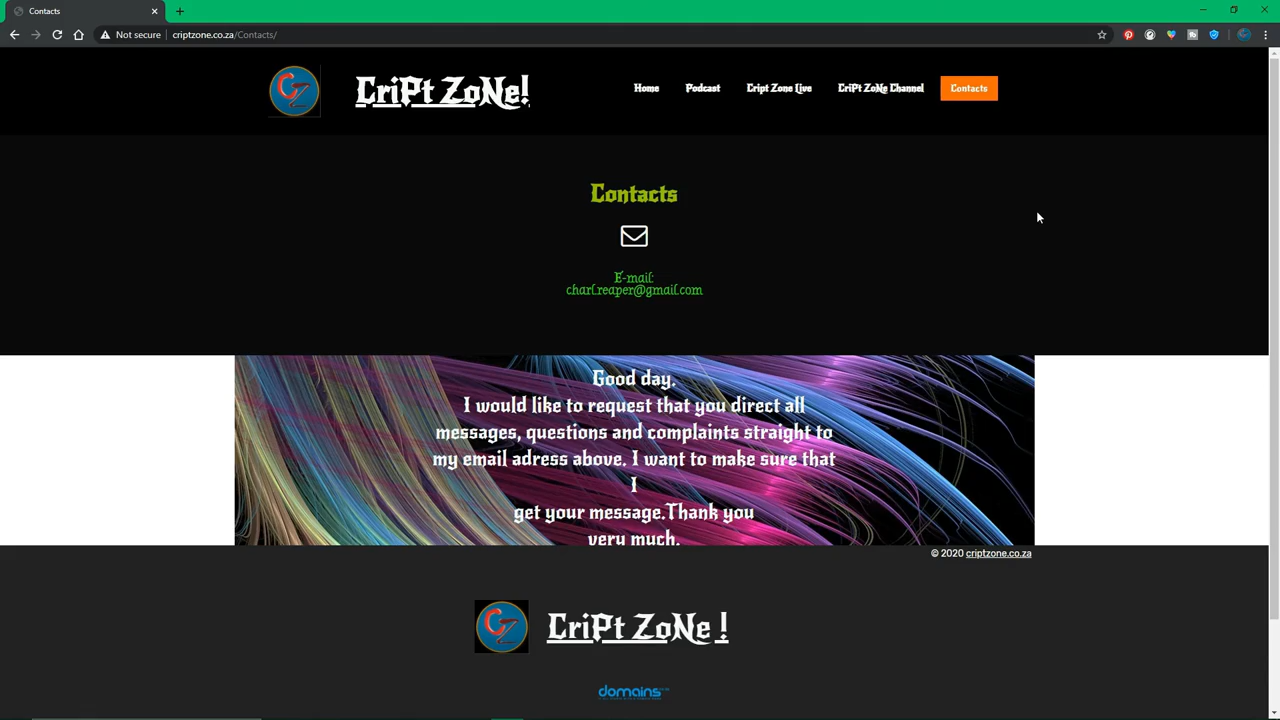 Contacts
Not secure
criptzone.co.za/Contacts/
CZ
CriPt ZoNe!
Home
Podcast
Cript Zone Live
CriPt ZoNe Channel
Contacts
Contacts
E-mail:
charl.reaper@gmail.com
Good day.
I would like to request that you direct all
messages, questions and complaints straight to
my email adress above. I want to make sure that
I
get your message.Thank you
very much.
© 2020 criptzone.co.za
CZ
CriPt ZoNe !
domains